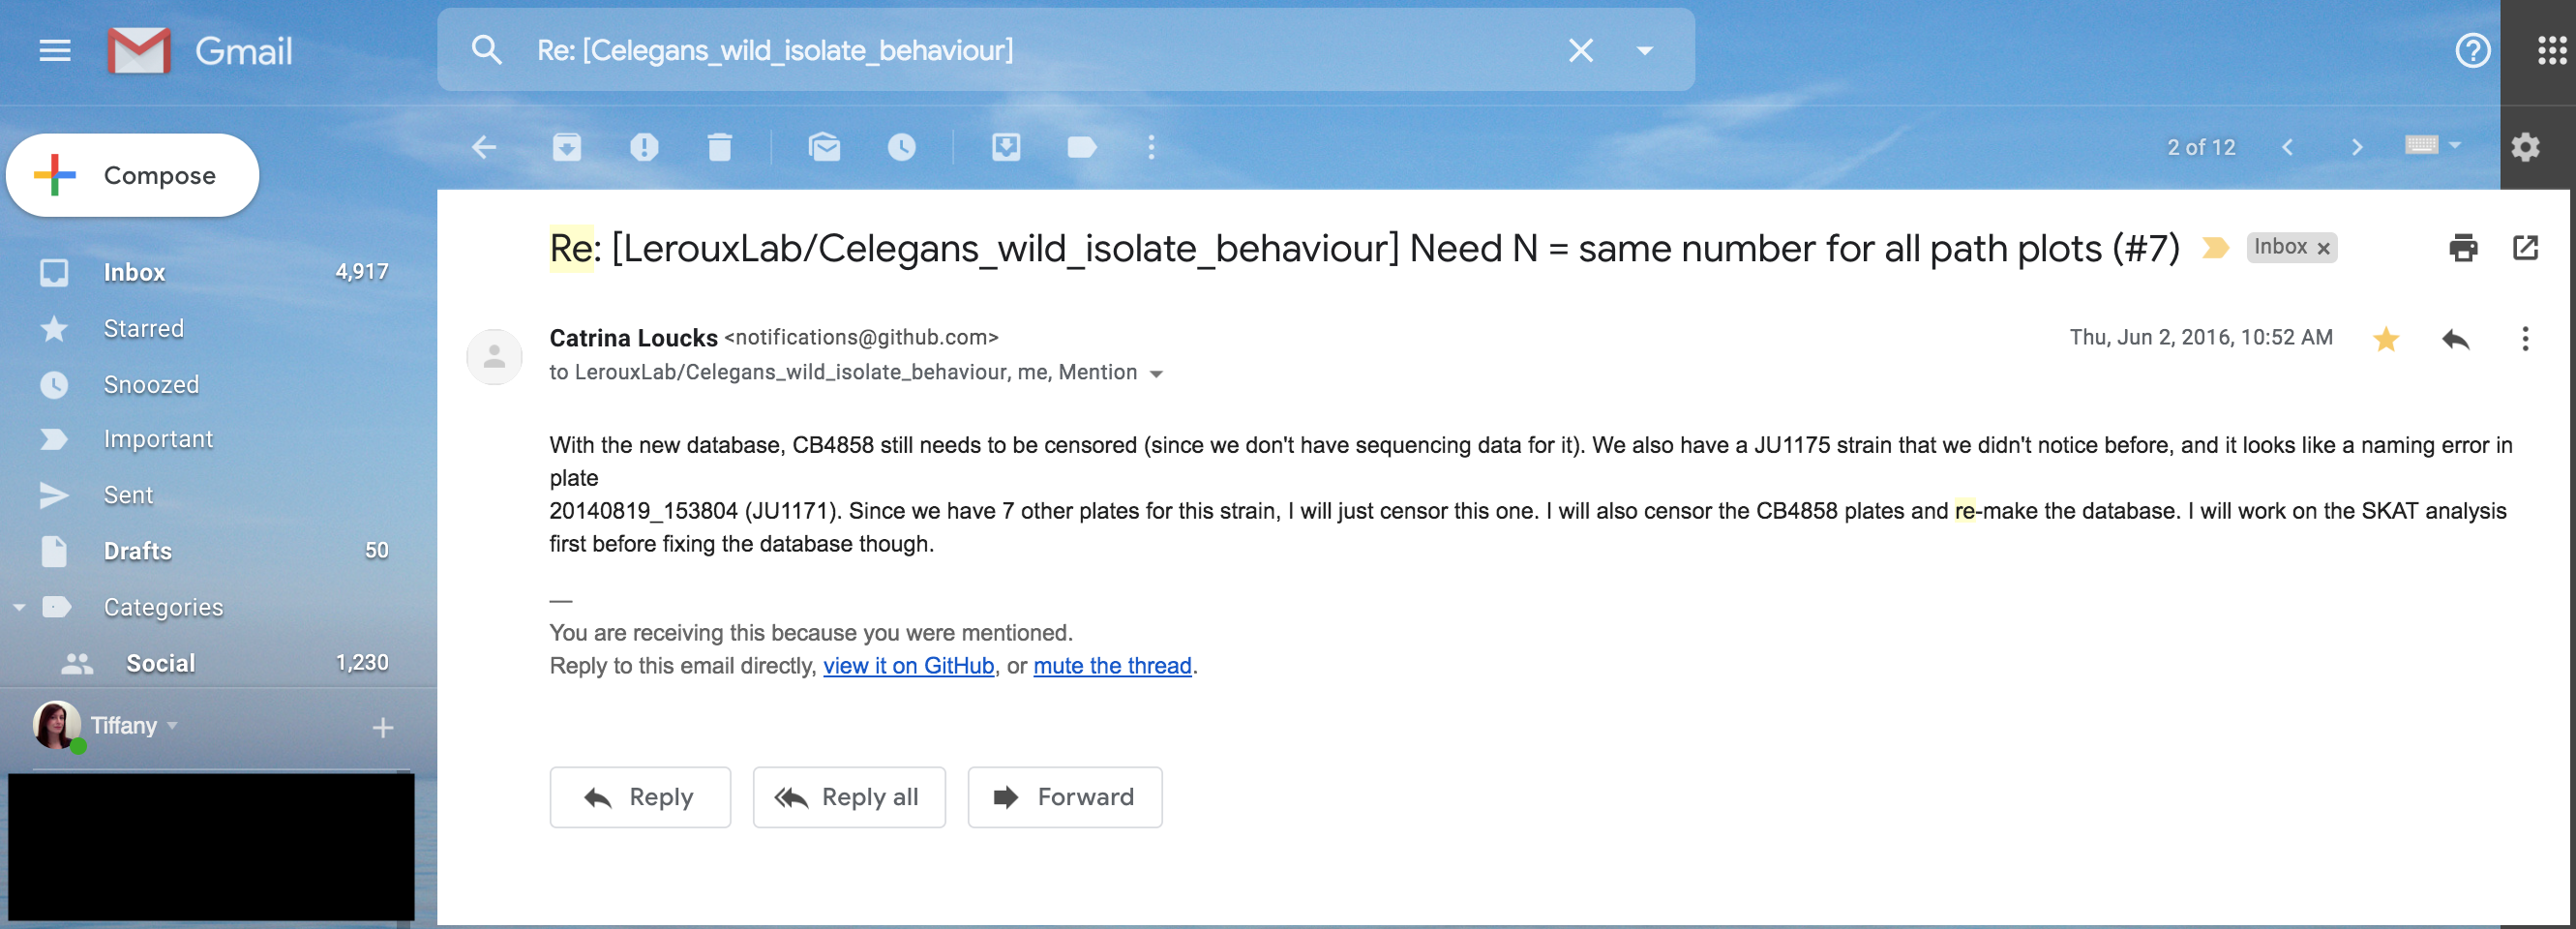 Gmail
Re: [Celegans_wild_isolate_behaviour]
Compose
2 of 12
Re: [LerouxLab/Celegans_wild_isolate_behaviour] Need N = same number for all path plots (#7)
Inbox x
Inbox 4,917
Starred
Snoozed
Important
Sent
Drafts 50
Categories
Social 1,230
Tiffany
Catrina Loucks <notifications@github.com>
Thu, Jun 2, 2016, 10:52 AM
to LerouxLab/Celegans_wild_isolate_behaviour, me, Mention
With the new database, CB4858 still needs to be censored (since we don't have sequencing data for it). We also have a JU1175 strain that we didn't notice before, and it looks like a naming error in
plate
20140819_153804 (JU1171). Since we have 7 other plates for this strain, I will just censor this one. I will also censor the CB4858 plates and re-make the database. I will work on the SKAT analysis
first before fixing the database though.
—
You are receiving this because you were mentioned.
Reply to this email directly, view it on GitHub, or mute the thread.
Reply
Reply all
Forward